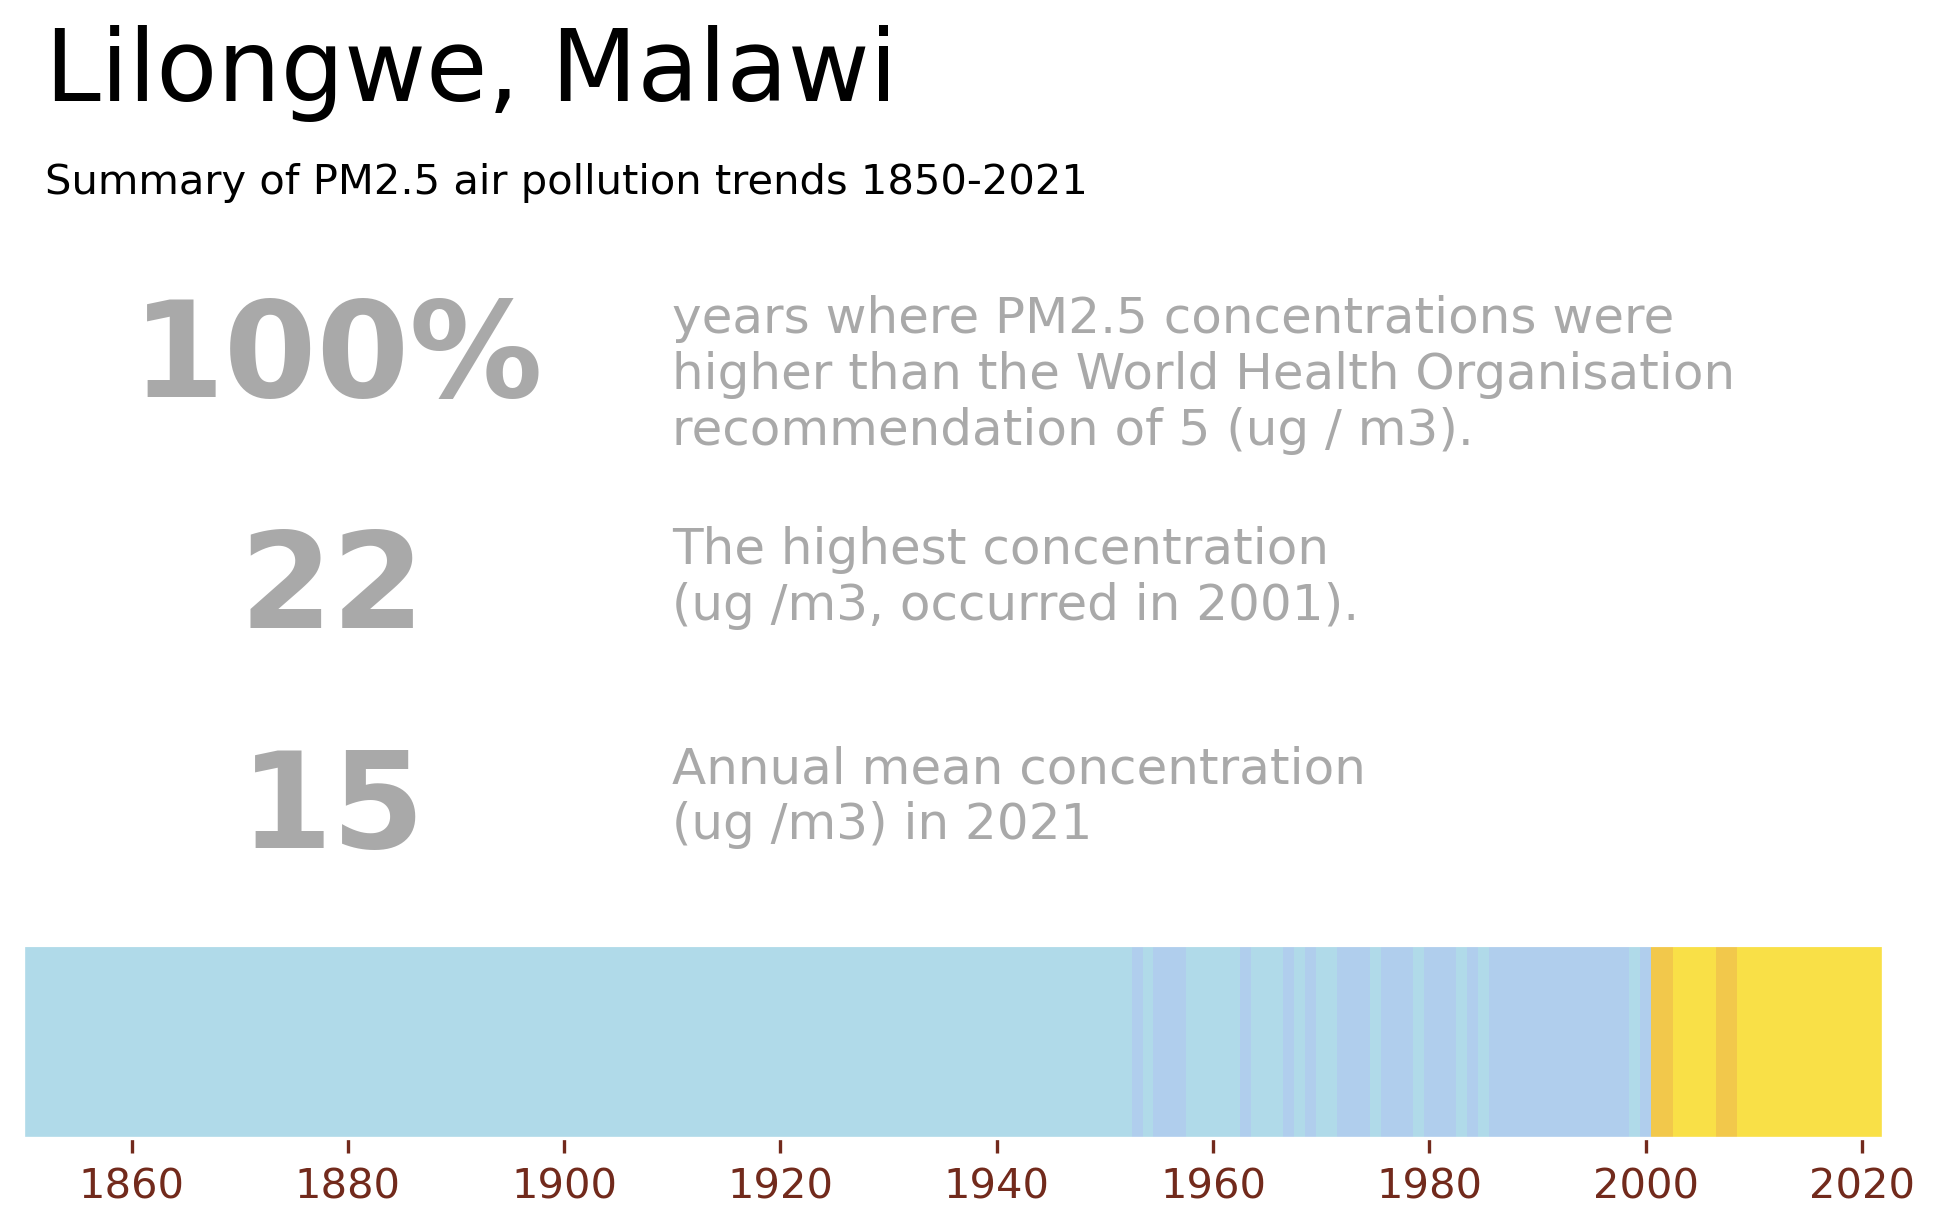 Lilongwe, Malawi
Summary of PM2.5 air pollution trends 1850-2021
100%
years where PM2.5 concentrations were
higher than the World Health Organisation
recommendation of 5 (ug / m3).
22
The highest concentration
(ug /m3, occurred in 2001).
15
Annual mean concentration
(ug /m3) in 2021
1860 1880 1900 1920 1940 1960 1980 2000 2020